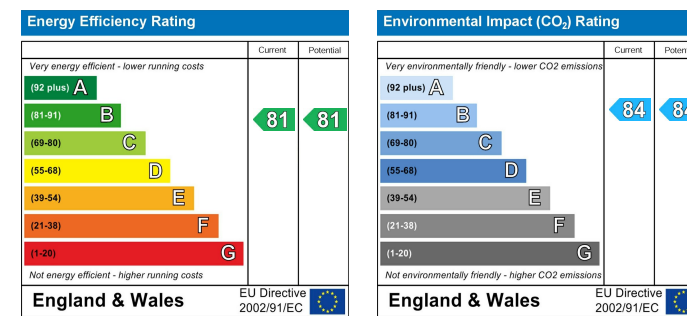 Energy Efficiency Rating
Current Potential
Very energy efficient - lower running costs
(92 plus) A
(81-91) B
81 81
(69-80) C
(55-68) D
(39-54) E
(21-38) F
(1-20) G
Not energy efficient - higher running costs
England & Wales
EU Directive
2002/91/EC
Environmental Impact (CO₂) Rating
Current Poten
Very environmentally friendly - lower CO2 emissions
(92 plus) A
(81-91) B
84 84
(69-80) C
(55-68) D
(39-54) E
(21-38) F
(1-20) G
Not environmentally friendly - higher CO2 emissions
England & Wales
EU Directive
2002/91/EC